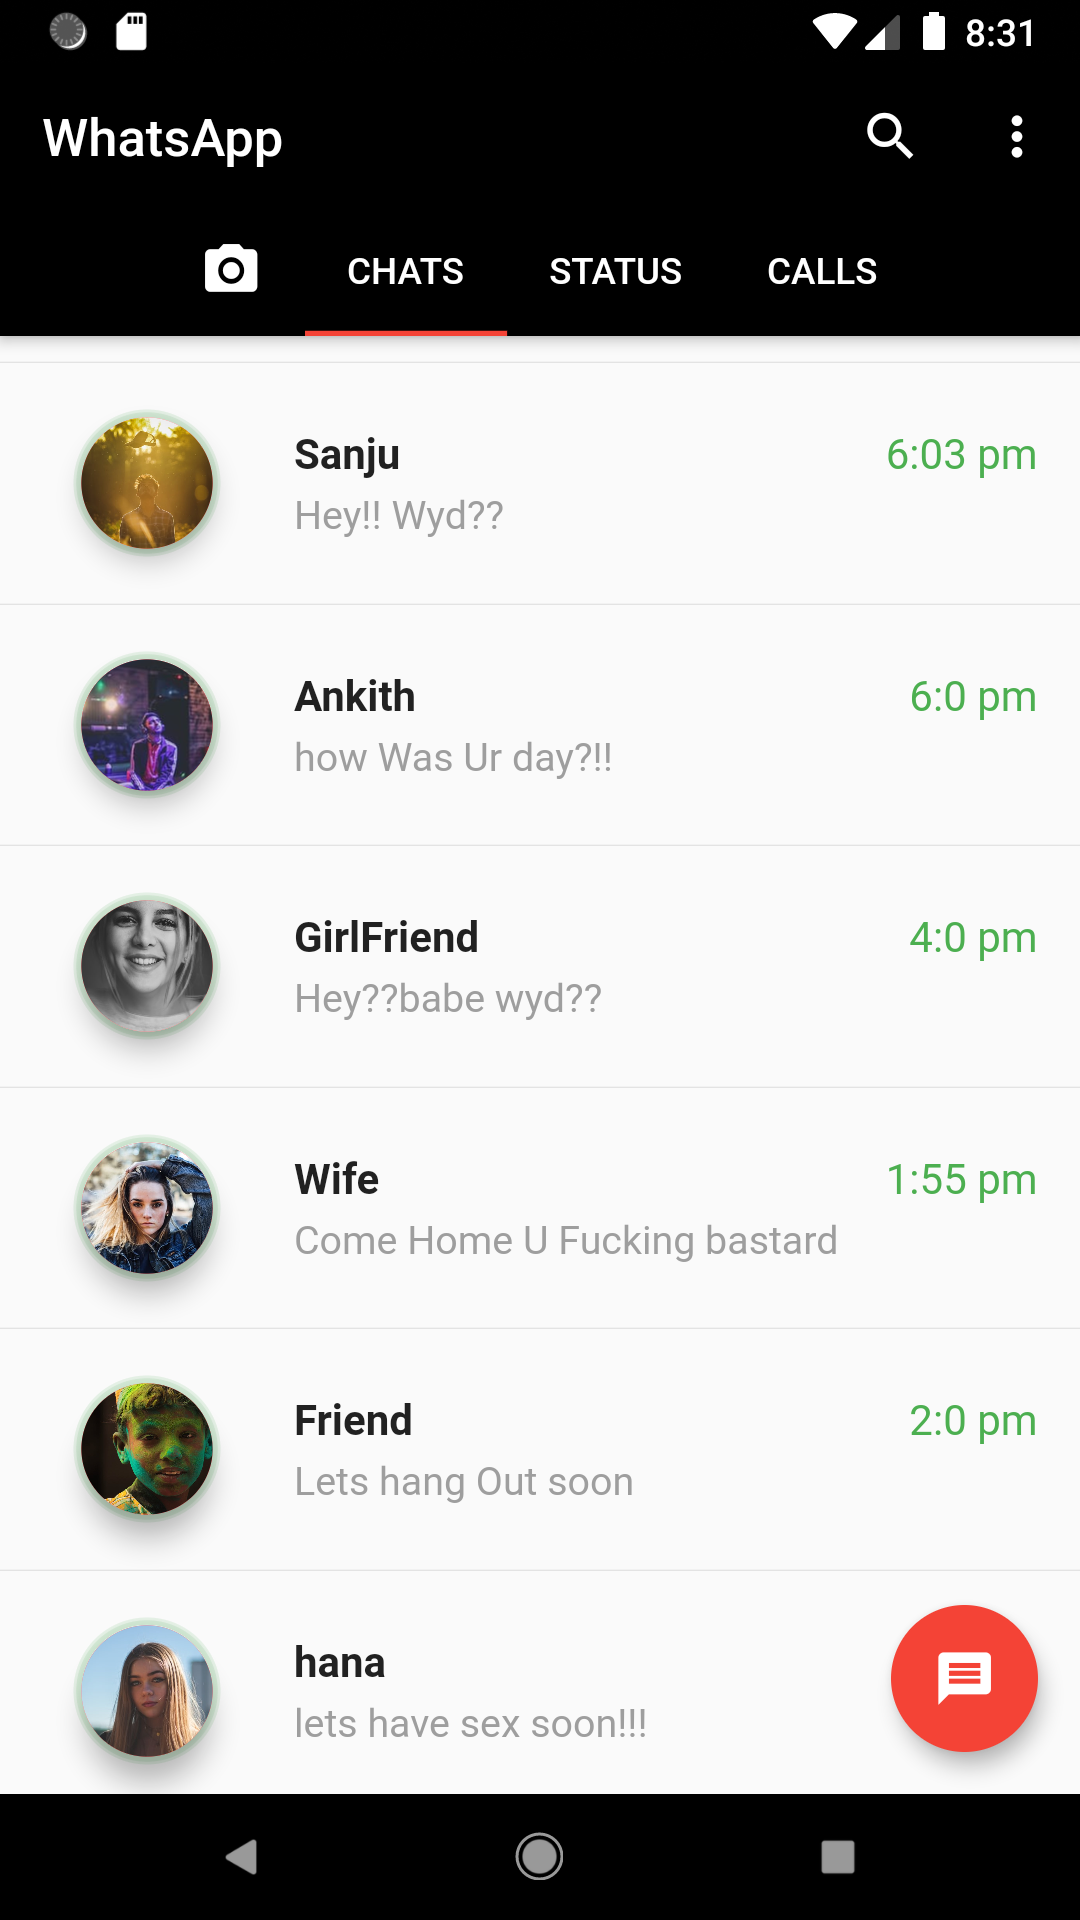 8:31
WhatsApp
CHATS STATUS CALLS
Sanju 6:03 pm
Hey!! Wyd??
Ankith 6:0 pm
how Was Ur day?!!
GirlFriend 4:0 pm
Hey??babe wyd??
Wife 1:55 pm
Come Home U Fucking bastard
Friend 2:0 pm
Lets hang Out soon
hana
lets have sex soon!!!